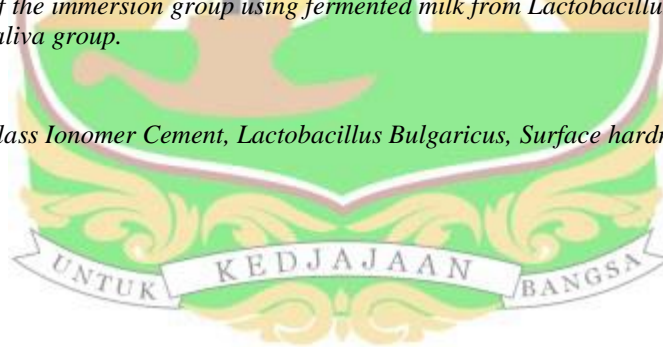 f the immersion group using fermented milk from Lactobacillu
aliva group.
lass Ionomer Cement, Lactobacillus Bulgaricus, Surface hardn
UNTUK KEDJAJAAN BANGSA